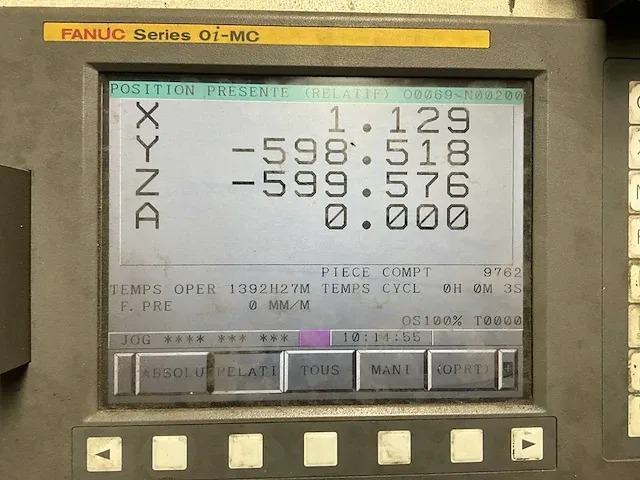 FANUC Series 0i-MC
POSITION PRESENTE (RELATIF) O0069 N00200
X 1.129
Y -598.518
Z -599.576
A 0.000
PIECE COMPT 9762
TEMPS OPER 1392H27M TEMPS CYCL 0H 0M 3S
F. PRE 0 MM/M
OS100% T0000
JOG **** *** *** 10:14:55
ABSOLU RELATI TOUS MANI (OPRT)